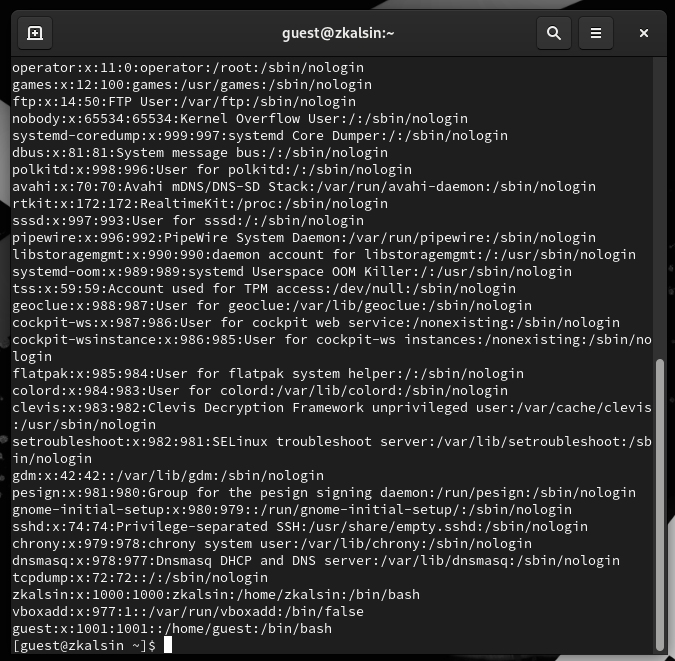 guest@zkalsin:~
operator:x:11:0:operator:/root:/sbin/nologin
games:x:12:100:games:/usr/games:/sbin/nologin
ftp:x:14:50:FTP User:/var/ftp:/sbin/nologin
nobody:x:65534:65534:Kernel Overflow User:/:/sbin/nologin
systemd-coredump:x:999:997:systemd Core Dumper:/:/sbin/nologin
dbus:x:81:81:System message bus:/:/sbin/nologin
polkitd:x:998:996:User for polkitd:/:/sbin/nologin
avahi:x:70:70:Avahi mDNS/DNS-SD Stack:/var/run/avahi-daemon:/sbin/nologin
rtkit:x:172:172:RealtimeKit:/proc:/sbin/nologin
sssd:x:997:993:User for sssd:/:/sbin/nologin
pipewire:x:996:992:PipeWire System Daemon:/var/run/pipewire:/sbin/nologin
libstoragemgmt:x:990:990:daemon account for libstoragemgmt:/:/usr/sbin/nologin
systemd-oom:x:989:989:systemd Userspace OOM Killer:/:/usr/sbin/nologin
tss:x:59:59:Account used for TPM access:/dev/null:/sbin/nologin
geoclue:x:988:987:User for geoclue:/var/lib/geoclue:/sbin/nologin
cockpit-ws:x:987:986:User for cockpit web service:/nonexisting:/sbin/nologin
cockpit-wsinstance:x:986:985:User for cockpit-ws instances:/nonexisting:/sbin/no
login
flatpak:x:985:984:User for flatpak system helper:/:/sbin/nologin
colord:x:984:983:User for colord:/var/lib/colord:/sbin/nologin
clevis:x:983:982:Clevis Decryption Framework unprivileged user:/var/cache/clevis
:/usr/sbin/nologin
setroubleshoot:x:982:981:SELinux troubleshoot server:/var/lib/setroubleshoot:/sb
in/nologin
gdm:x:42:42::/var/lib/gdm:/sbin/nologin
pesign:x:981:980:Group for the pesign signing daemon:/run/pesign:/sbin/nologin
gnome-initial-setup:x:980:979::/run/gnome-initial-setup/:/sbin/nologin
sshd:x:74:74:Privilege-separated SSH:/usr/share/empty.sshd:/sbin/nologin
chrony:x:979:978:chrony system user:/var/lib/chrony:/sbin/nologin
dnsmasq:x:978:977:Dnsmasq DHCP and DNS server:/var/lib/dnsmasq:/sbin/nologin
tcpdump:x:72:72::/:/sbin/nologin
zkalsin:x:1000:1000:zkalsin:/home/zkalsin:/bin/bash
vboxadd:x:977:1::/var/run/vboxadd:/bin/false
guest:x:1001:1001::/home/guest:/bin/bash
[guest@zkalsin ~]$